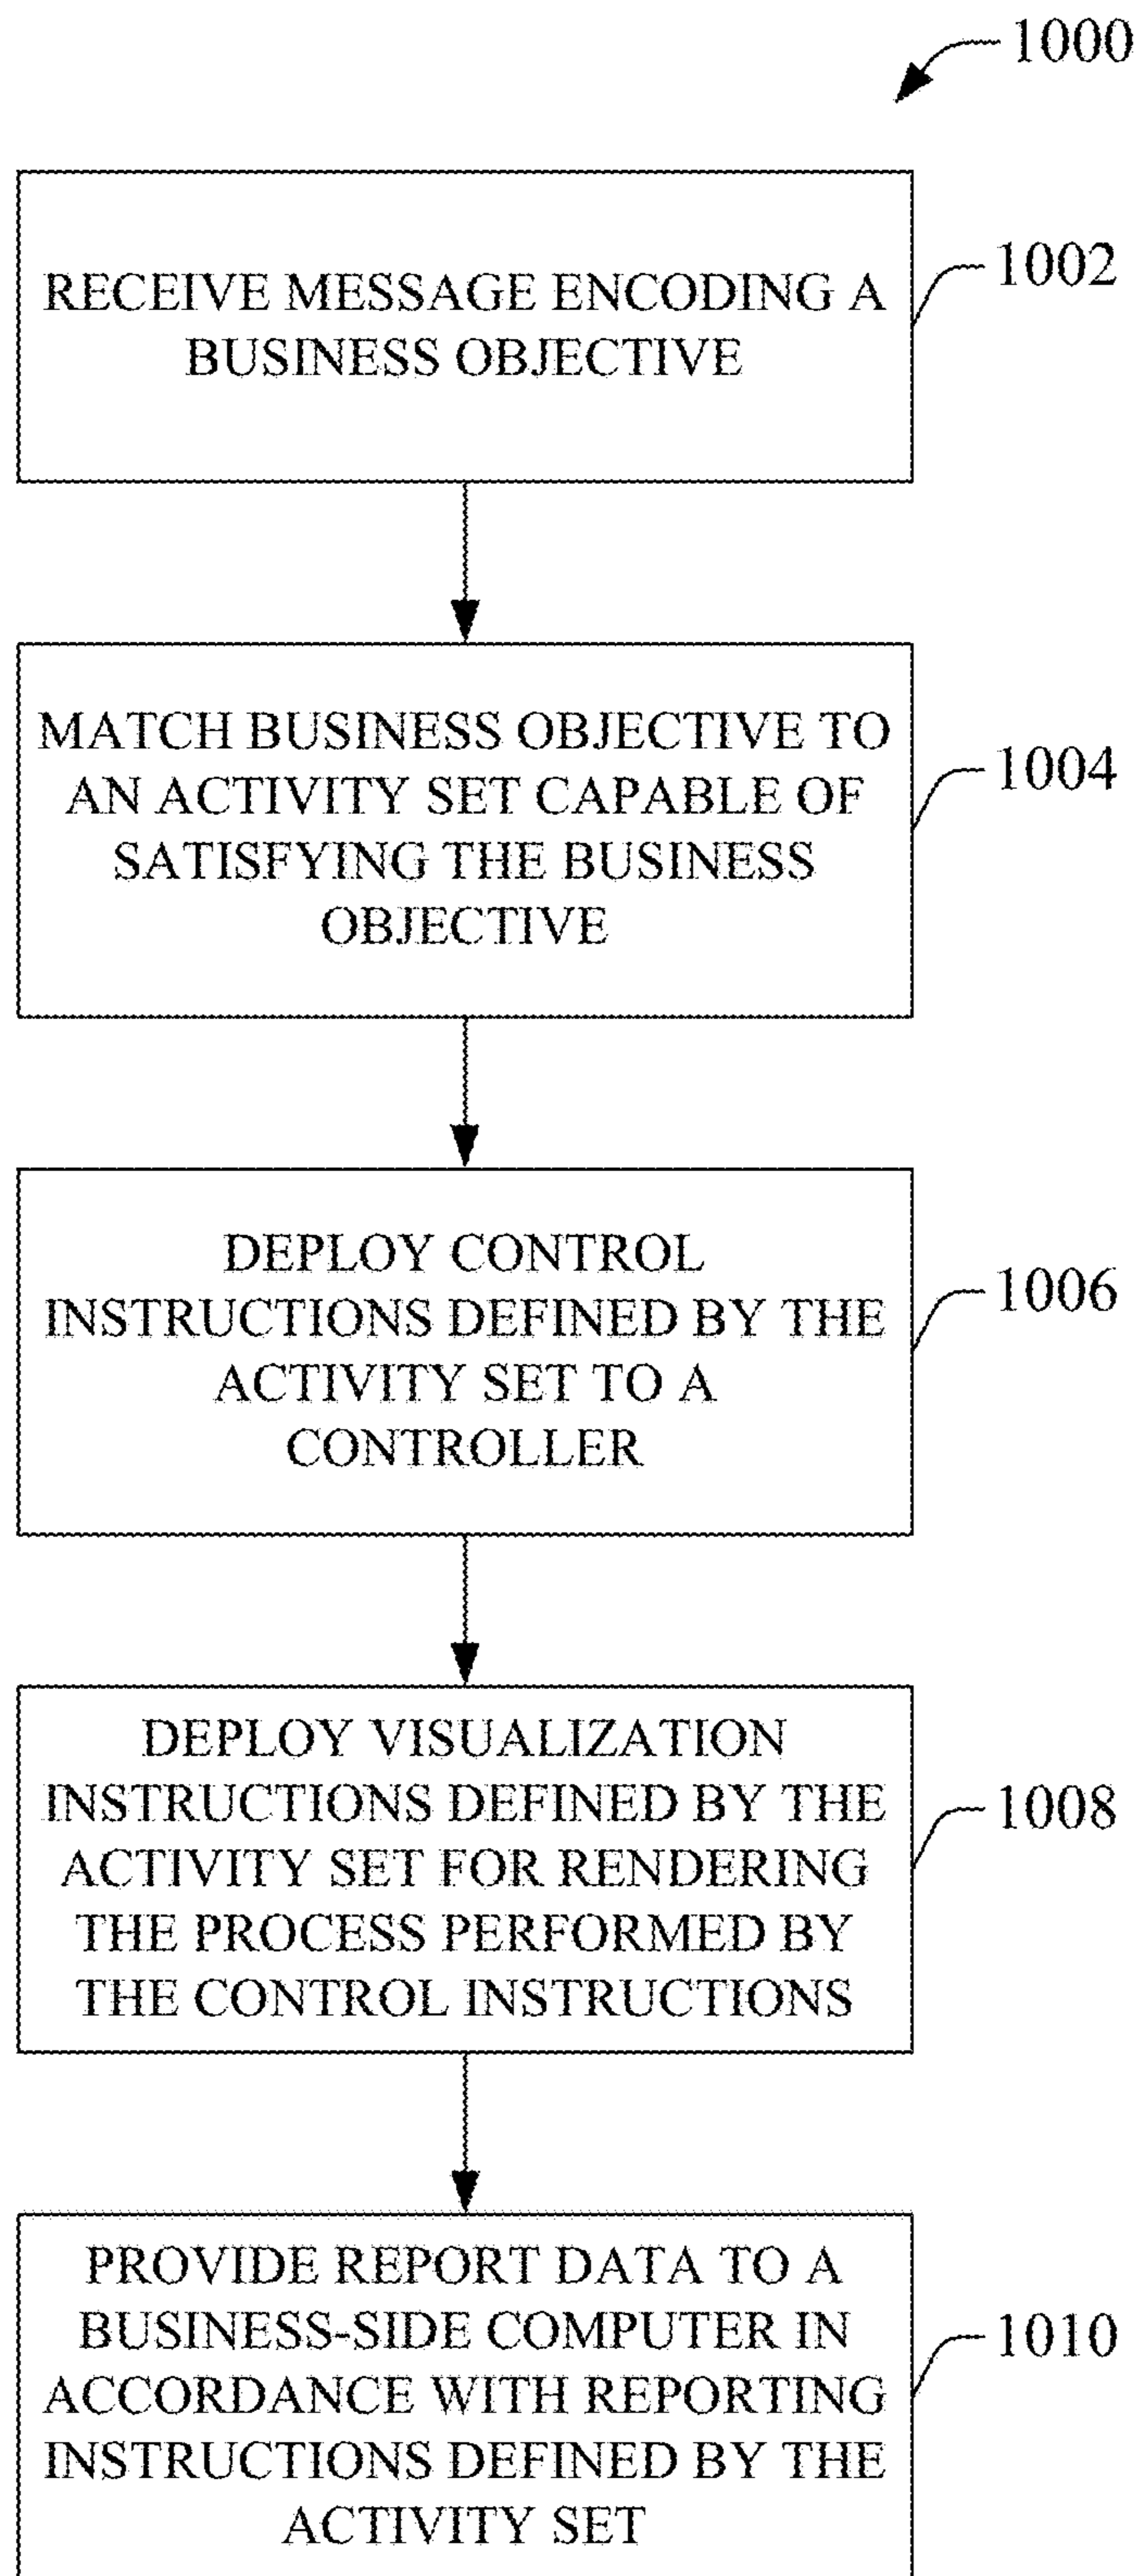 1000
RECEIVE MESSAGE ENCODING A
BUSINESS OBJECTIVE
1002
MATCH BUSINESS OBJECTIVE TO
AN ACTIVITY SET CAPABLE OF
SATISFYING THE BUSINESS
OBJECTIVE
1004
DEPLOY CONTROL
INSTRUCTIONS DEFINED BY THE
ACTIVITY SET TO A
CONTROLLER
1006
DEPLOY VISUALIZATION
INSTRUCTIONS DEFINED BY THE
ACTIVITY SET FOR RENDERING
THE PROCESS PERFORMED BY
THE CONTROL INSTRUCTIONS
1008
PROVIDE REPORT DATA TO A
BUSINESS-SIDE COMPUTER IN
ACCORDANCE WITH REPORTING
INSTRUCTIONS DEFINED BY THE
ACTIVITY SET
1010